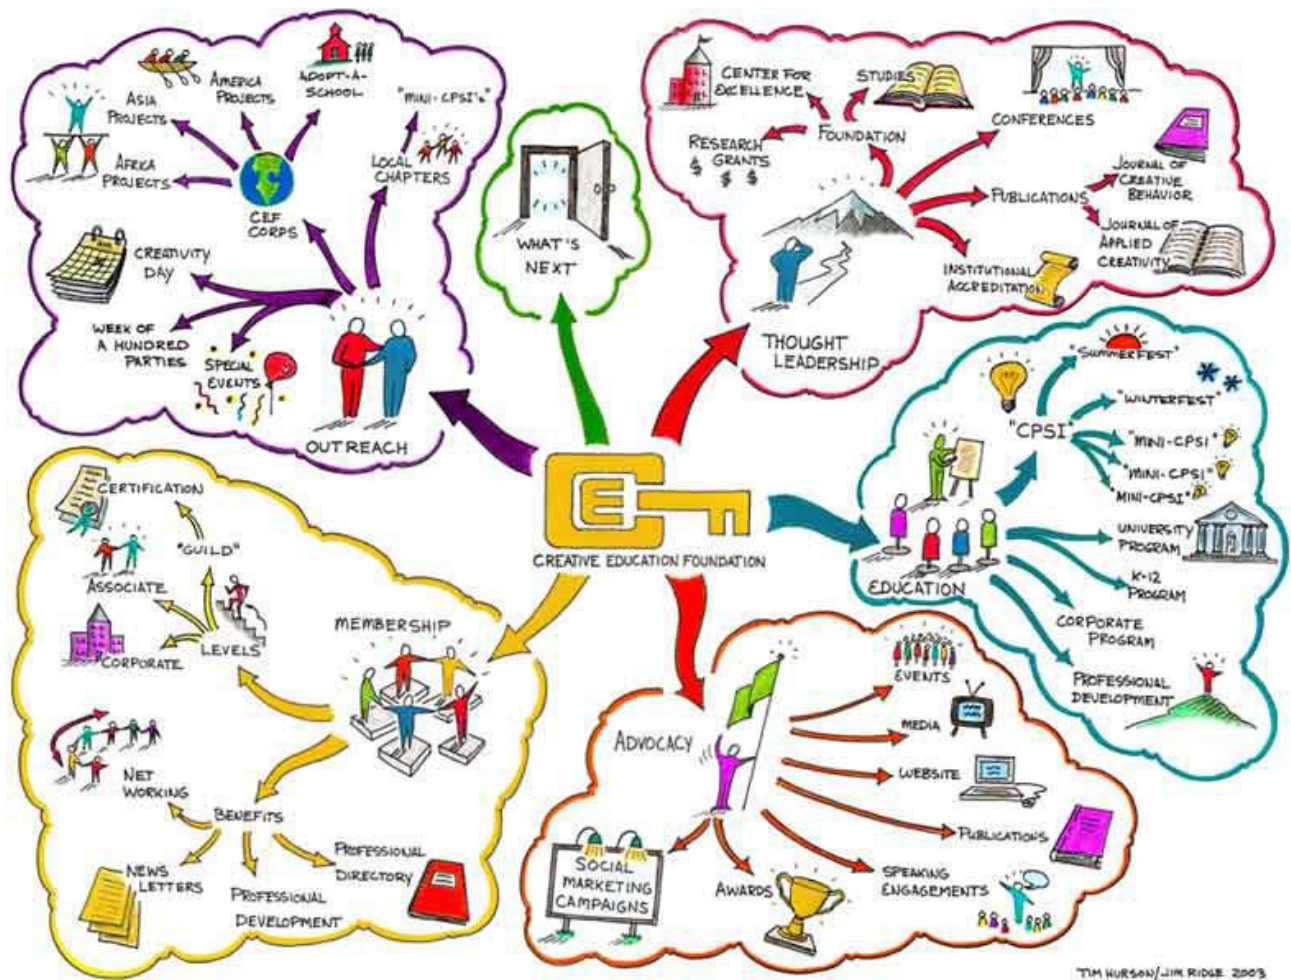 ASIA
PROJECTS
AMERICA
PROJECTS
ADOPT-A-
SCHOOL
"MINI-CPSI's"
AFRICA
PROJECTS
LOCAL
CHAPTERS
CEF
CORPS
CREATIVITY
DAY
WEEK OF
A HUNDRED
PARTIES
SPECIAL
EVENTS
OUTREACH
WHAT'S
NEXT
CENTER FOR
EXCELLENCE
STUDIES
FOUNDATION
RESEARCH
GRANTS
$ $ $
CONFERENCES
PUBLICATIONS
JOURNAL OF
CREATIVE
BEHAVIOR
JOURNAL OF
APPLIED
CREATIVITY
INSTITUTIONAL
ACCREDITATION
THOUGHT
LEADERSHIP
"SUMMERFEST"
"WINTERFEST"
"CPSI"
"MINI-CPSI"
"MINI-CPSI"
"MINI-CPSI"
UNIVERSITY
PROGRAM
K-12
PROGRAM
CORPORATE
PROGRAM
PROFESSIONAL
DEVELOPMENT
EDUCATION
CEF
CREATIVE EDUCATION FOUNDATION
CERTIFICATION
"GUILD"
ASSOCIATE
CORPORATE
LEVELS
MEMBERSHIP
NET
WORKING
BENEFITS
NEWS
LETTERS
PROFESSIONAL
DEVELOPMENT
PROFESSIONAL
DIRECTORY
ADVOCACY
EVENTS
MEDIA
WEBSITE
PUBLICATIONS
SPEAKING
ENGAGEMENTS
AWARDS
SOCIAL
MARKETING
CAMPAIGNS
TIM HURSON/JIM RIDGE 2003